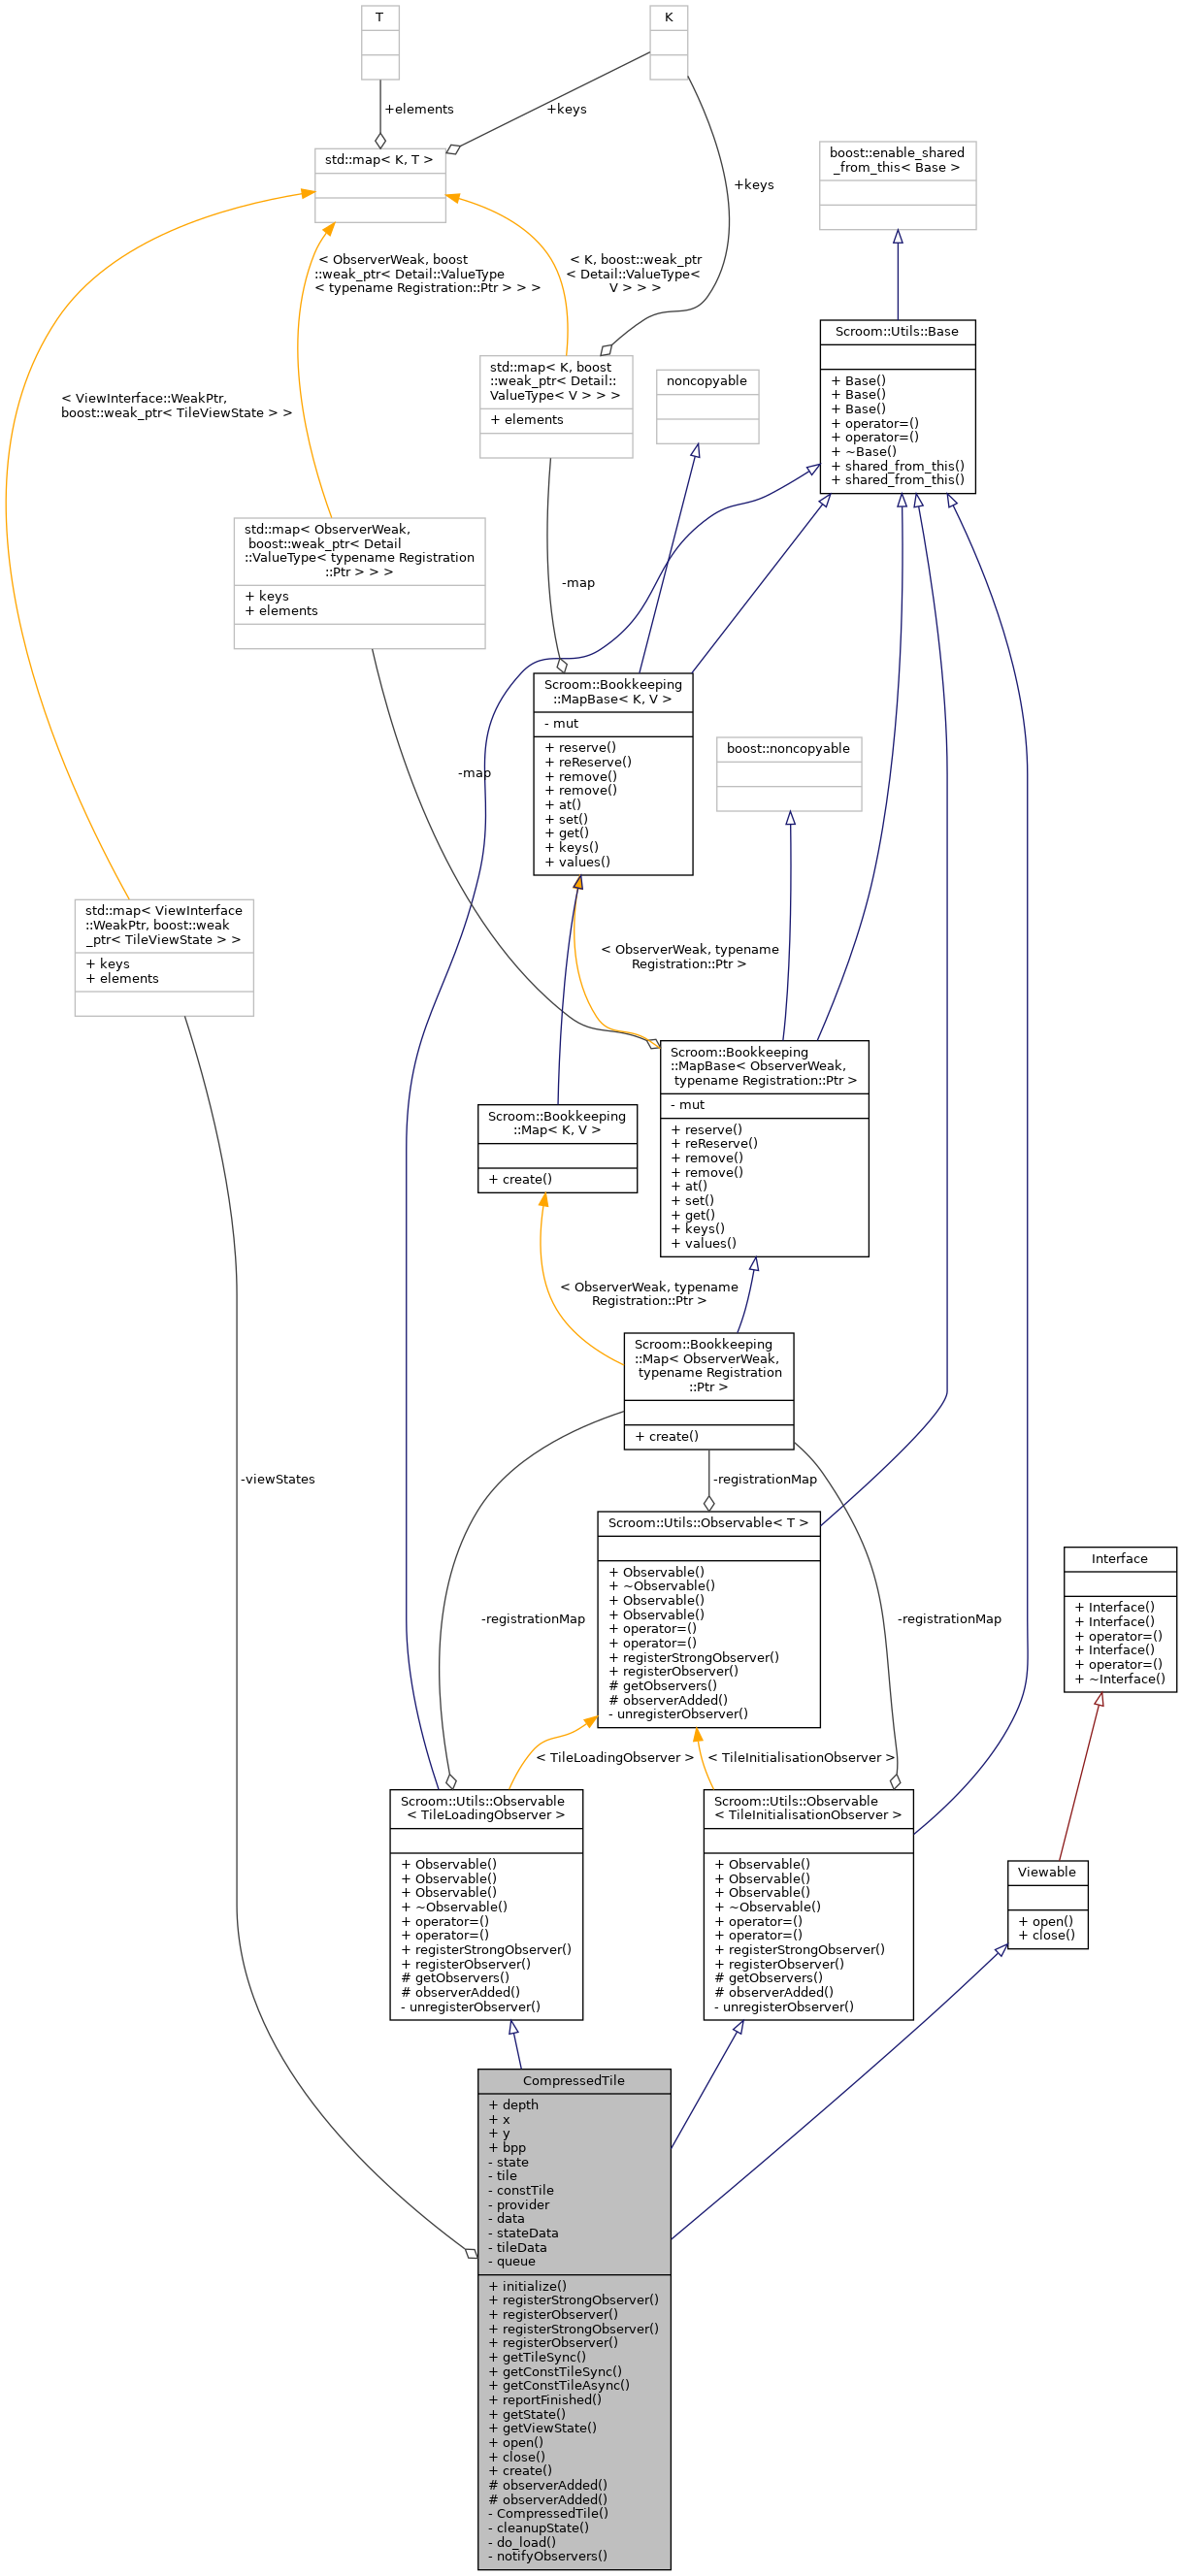 T
K
+elements
+keys
std::map< K, T >
boost::enable_shared
_from_this< Base >
+keys
< ObserverWeak, boost
::weak_ptr< Detail::ValueType
< typename Registration::Ptr > > >
< K, boost::weak_ptr
< Detail::ValueType<
V > > >
Scroom::Utils::Base
+ Base()
+ Base()
+ Base()
+ operator=()
+ operator=()
+ ~Base()
+ shared_from_this()
+ shared_from_this()
std::map< K, boost
::weak_ptr< Detail::
ValueType< V > > >
+ elements
noncopyable
< ViewInterface::WeakPtr,
boost::weak_ptr< TileViewState > >
std::map< ObserverWeak,
boost::weak_ptr< Detail
::ValueType< typename Registration
::Ptr > > >
+ keys
+ elements
-map
Scroom::Bookkeeping
::MapBase< K, V >
- mut
+ reserve()
+ reReserve()
+ remove()
+ remove()
+ at()
+ set()
+ get()
+ keys()
+ values()
-map
boost::noncopyable
std::map< ViewInterface
::WeakPtr, boost::weak
_ptr< TileViewState > >
+ keys
+ elements
< ObserverWeak, typename
Registration::Ptr >
Scroom::Bookkeeping
::MapBase< ObserverWeak,
typename Registration::Ptr >
- mut
+ reserve()
+ reReserve()
+ remove()
+ remove()
+ at()
+ set()
+ get()
+ keys()
+ values()
Scroom::Bookkeeping
::Map< K, V >
+ create()
< ObserverWeak, typename
Registration::Ptr >
Scroom::Bookkeeping
::Map< ObserverWeak,
typename Registration
::Ptr >
+ create()
-viewStates
-registrationMap
Scroom::Utils::Observable< T >
+ Observable()
+ ~Observable()
+ Observable()
+ Observable()
+ operator=()
+ operator=()
+ registerStrongObserver()
+ registerObserver()
# getObservers()
# observerAdded()
- unregisterObserver()
-registrationMap
-registrationMap
Interface
+ Interface()
+ Interface()
+ operator=()
+ Interface()
+ operator=()
+ ~Interface()
< TileLoadingObserver >
< TileInitialisationObserver >
Scroom::Utils::Observable
< TileLoadingObserver >
+ Observable()
+ Observable()
+ Observable()
+ ~Observable()
+ operator=()
+ operator=()
+ registerStrongObserver()
+ registerObserver()
# getObservers()
# observerAdded()
- unregisterObserver()
Scroom::Utils::Observable
< TileInitialisationObserver >
+ Observable()
+ Observable()
+ Observable()
+ ~Observable()
+ operator=()
+ operator=()
+ registerStrongObserver()
+ registerObserver()
# getObservers()
# observerAdded()
- unregisterObserver()
Viewable
+ open()
+ close()
CompressedTile
+ depth
+ x
+ y
+ bpp
- state
- tile
- constTile
- provider
- data
- stateData
- tileData
- queue
+ initialize()
+ registerStrongObserver()
+ registerObserver()
+ registerStrongObserver()
+ registerObserver()
+ getTileSync()
+ getConstTileSync()
+ getConstTileAsync()
+ reportFinished()
+ getState()
+ getViewState()
+ open()
+ close()
+ create()
# observerAdded()
# observerAdded()
- CompressedTile()
- cleanupState()
- do_load()
- notifyObservers()